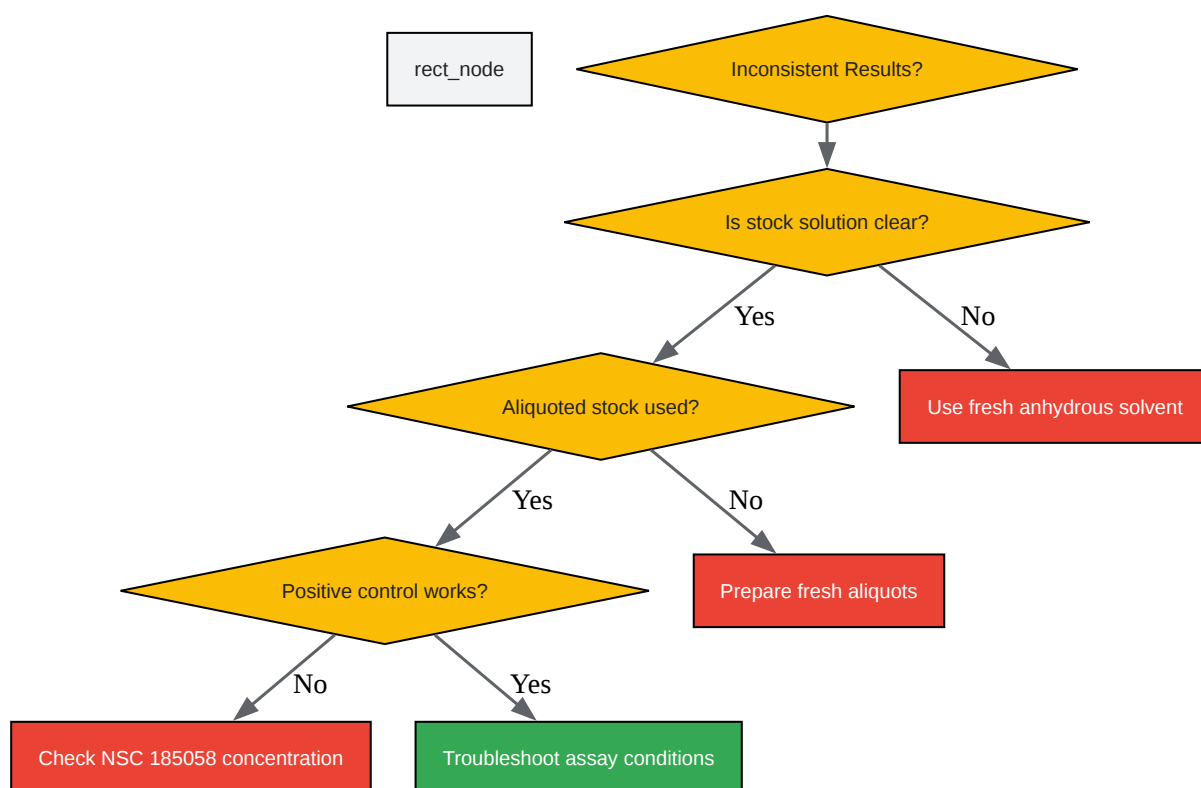 rect_node
Inconsistent Results?
Is stock solution clear?
Yes
No
Aliquoted stock used?
Use fresh anhydrous solvent
Yes
No
Positive control works?
Prepare fresh aliquots
No
Yes
Check NSC 185058 concentration
Troubleshoot assay conditions